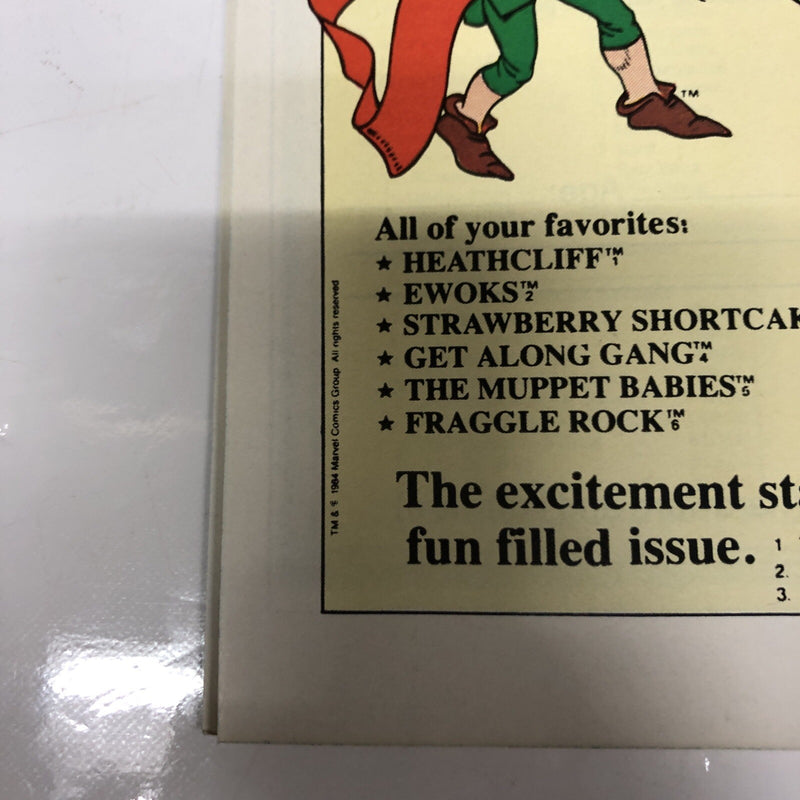 TM
All of your favorites:
★ HEATHCLIFF™1
★ EWOKS™2
★ STRAWBERRY SHORTCAK
★ GET ALONG GANG™4
★ THE MUPPET BABIES™5
★ FRAGGLE ROCK™6
TM & © 1984 Marvel Comics Group All rights reserved
The excitement sta
fun filled issue.
1
2.
3.